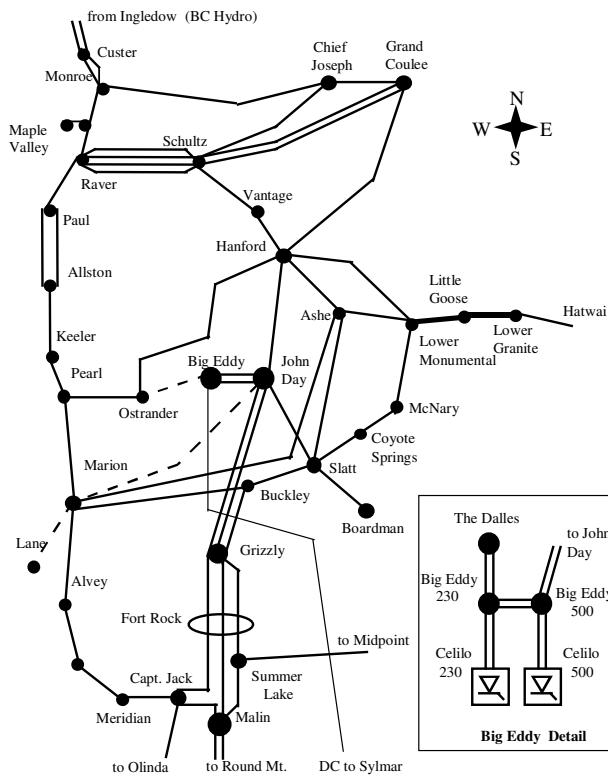 from Ingledow (BC Hydro)
Custer
Monroe
Chief
Joseph
Grand
Coulee
Maple
Valley
Schultz
N
W
E
S
Raver
Vantage
Paul
Hanford
Allston
Little
Goose
Hatwai
Ashe
Lower
Monumental
Lower
Granite
Keeler
Big Eddy
John
Day
Pearl
Ostrander
McNary
Coyote
Springs
Marion
Slatt
Buckley
Boardman
Lane
Grizzly
Alvey
Fort Rock
to Midpoint
Capt. Jack
Summer
Lake
Meridian
Malin
to Olinda
to Round Mt.
DC to Sylmar
The Dalles
to John
Day
Big Eddy
230
Big Eddy
500
Celilo
230
Celilo
500
Big Eddy Detail